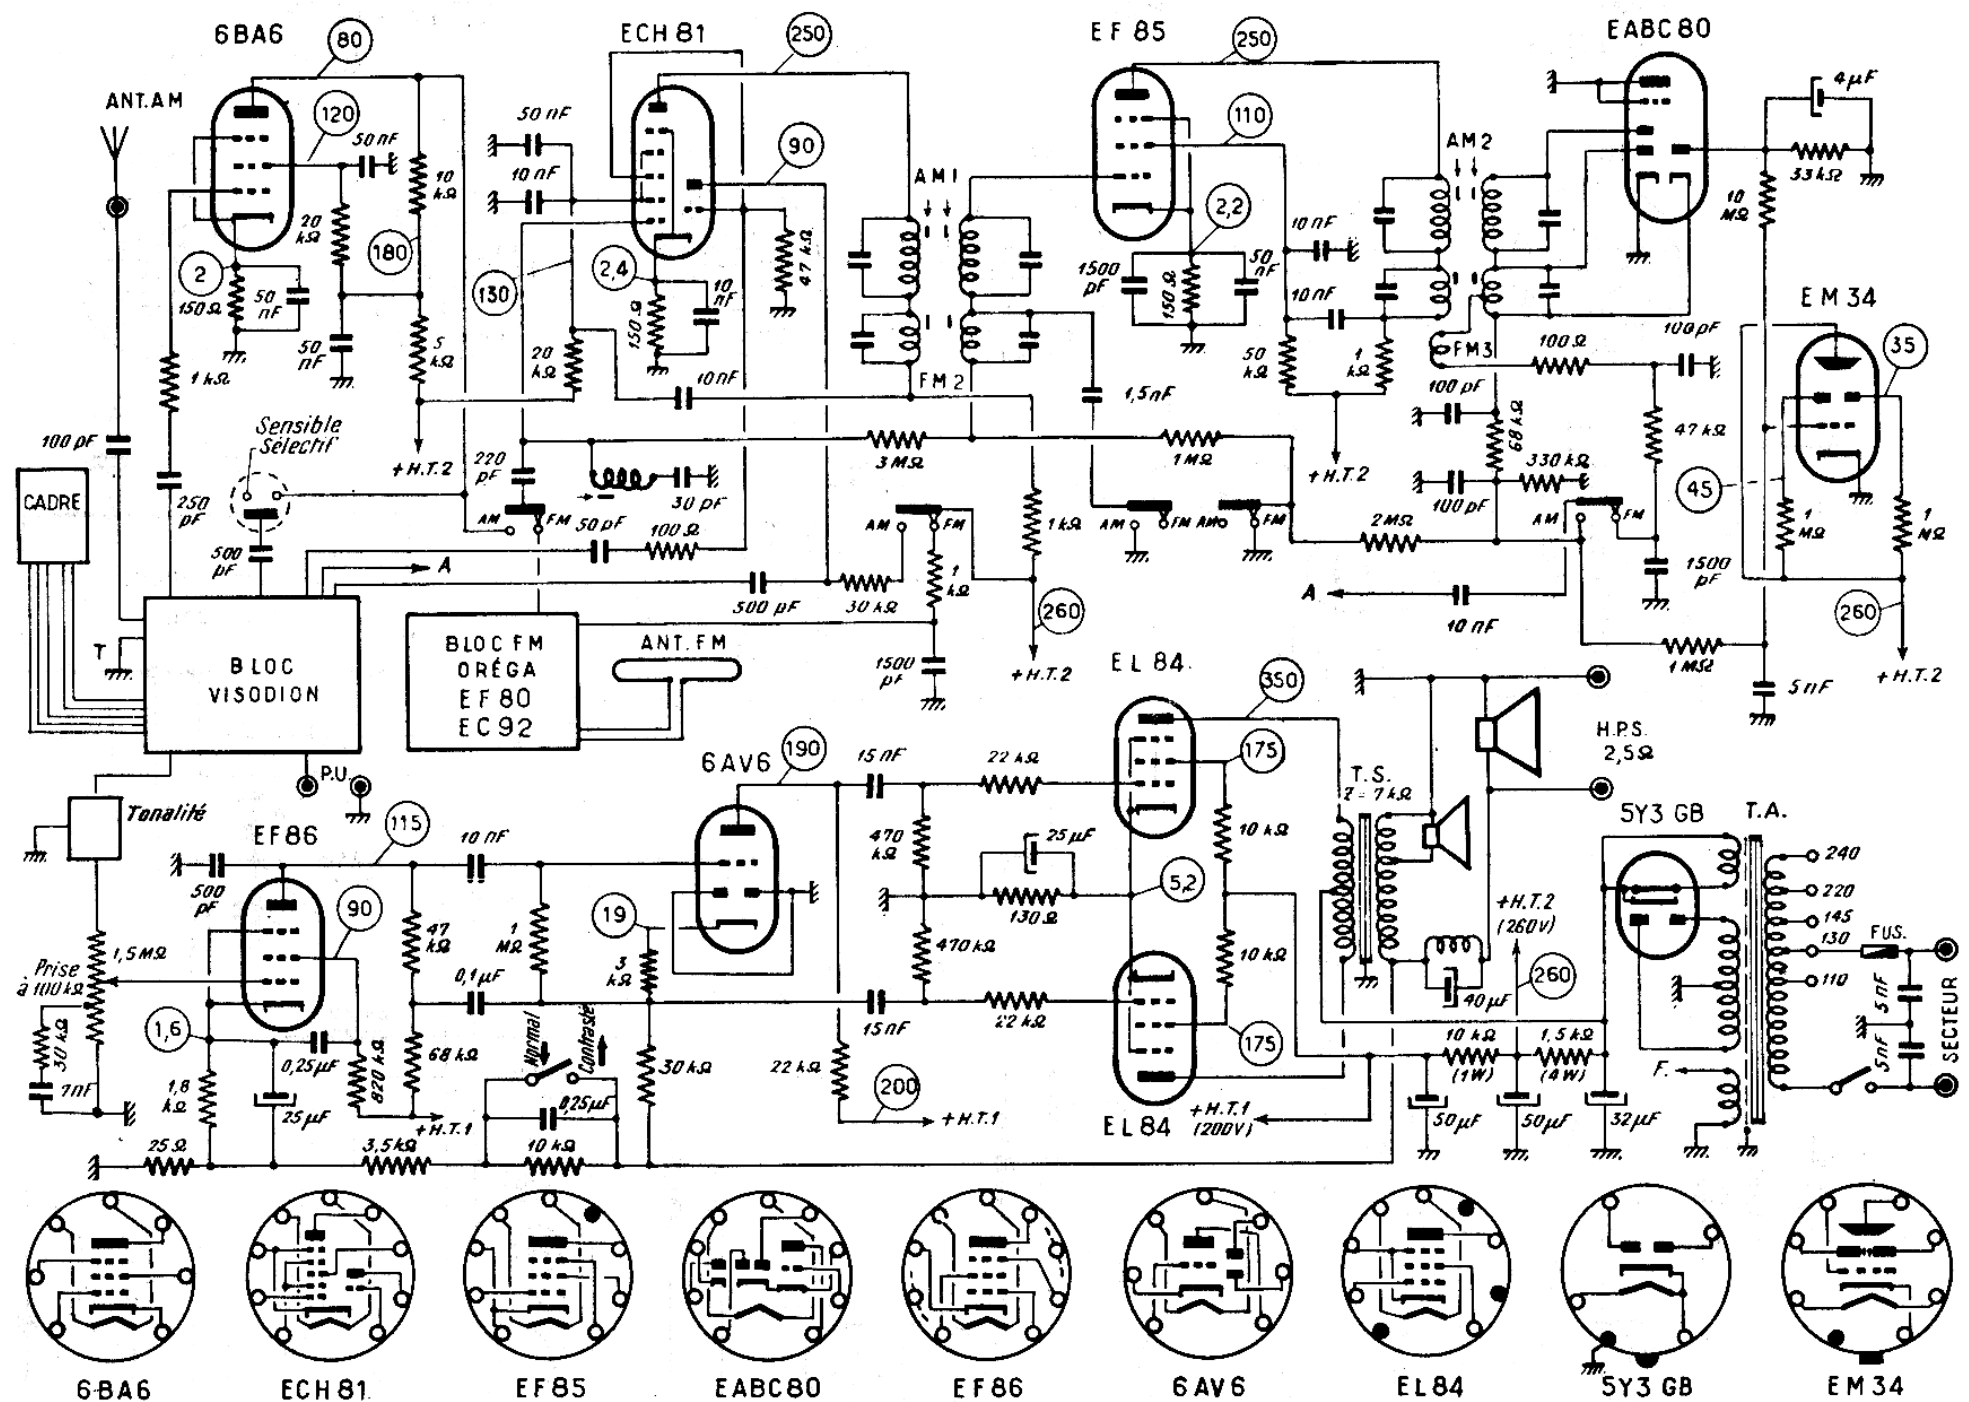 6BA6
80
ECH 81
250
EF 85
250
EABC80
4µF
ANT. AM
120
50 nF
50 nF
90
110
AM1
AM2
10 kΩ
33 kΩ
10 MΩ
20 kΩ
180
10 nF
2
150 Ω
50 nF
130
2,4
150 Ω
10 nF
47 kΩ
2,2
1500 pF
150 Ω
50 nF
10 nF
10 nF
EM 34
50 nF
5 kΩ
20 kΩ
10 nF
FM 2
50 kΩ
1 kΩ
FM3
100 Ω
100 pF
35
1 kΩ
1,5 nF
100 pF
68 kΩ
47 kΩ
Sensible
Sélectif
100 pF
+ H.T.2
220 pF
3 MΩ
1 MΩ
+ H.T.2
330 kΩ
45
CADRE
250 pF
30 pF
AM
FM
50 pF
100 Ω
AM
FM
1 kΩ
AM
FM
AM
FM
100 pF
2 MΩ
AM
FM
1 MΩ
1 MΩ
500 pF
A
500 pF
30 kΩ
1 kΩ
260
A
10 nF
1500 pF
260
T
BLOC
VISODION
BLOC FM
ORÉGA
EF 80
EC 92
ANT. FM
1500 pF
+ H.T.2
EL 84
350
1 MΩ
5 nF
+ H.T.2
H.P.S.
2,5 Ω
P.U.
6AV6
190
15 nF
22 kΩ
175
T.S.
Z = 7 kΩ
Tonalité
EF 86
115
10 nF
470 kΩ
25 µF
10 kΩ
5Y3 GB
T.A.
240
220
145
130
110
FUS.
500 pF
90
47 kΩ
1 MΩ
19
130 Ω
5,2
+ H.T.2
(260V)
Prise
à 100 kΩ
1,5 MΩ
0,1 µF
3 kΩ
470 kΩ
10 kΩ
40 µF
260
5 nF
5 nF
SECTEUR
1,6
30 kΩ
7 nF
0,25 µF
820 kΩ
68 kΩ
Normal
Contrasté
15 nF
22 kΩ
175
10 kΩ
(1W)
1,5 kΩ
(4W)
F.
1,8 kΩ
25 µF
+ H.T.1
0,25 µF
30 kΩ
22 kΩ
200
+ H.T.1
EL 84
+ H.T.1
(200V)
50 µF
50 µF
32 µF
25 Ω
3,5 kΩ
10 kΩ
6BA6
ECH 81
EF 85
EABC80
EF 86
6AV6
EL 84
5Y3 GB
EM 34